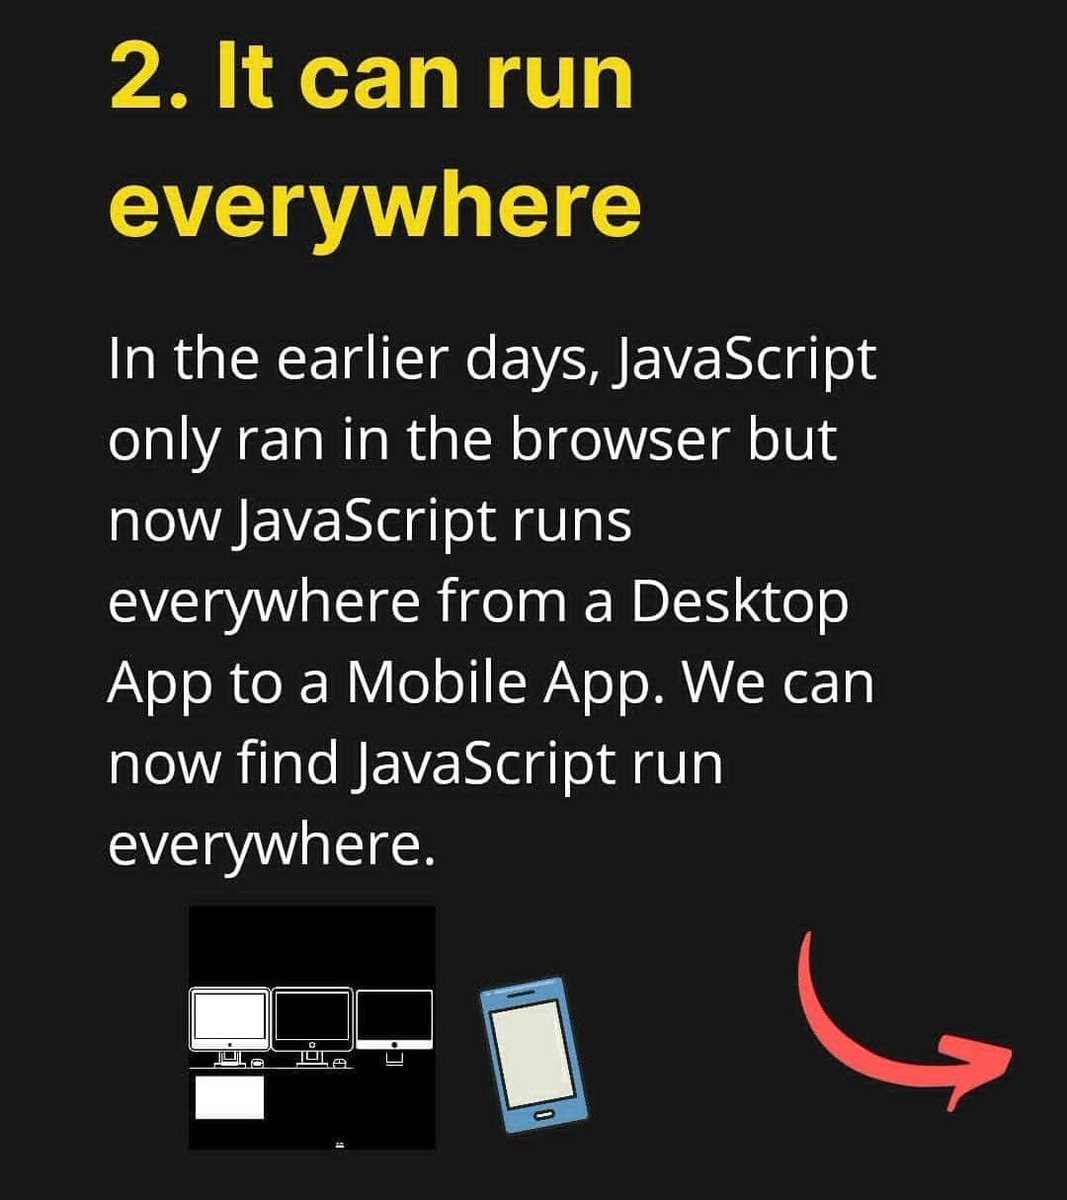 2. It can run
everywhere
In the earlier days, JavaScript
only ran in the browser but
now JavaScript runs
everywhere from a Desktop
App to a Mobile App. We can
now find JavaScript run
everywhere.